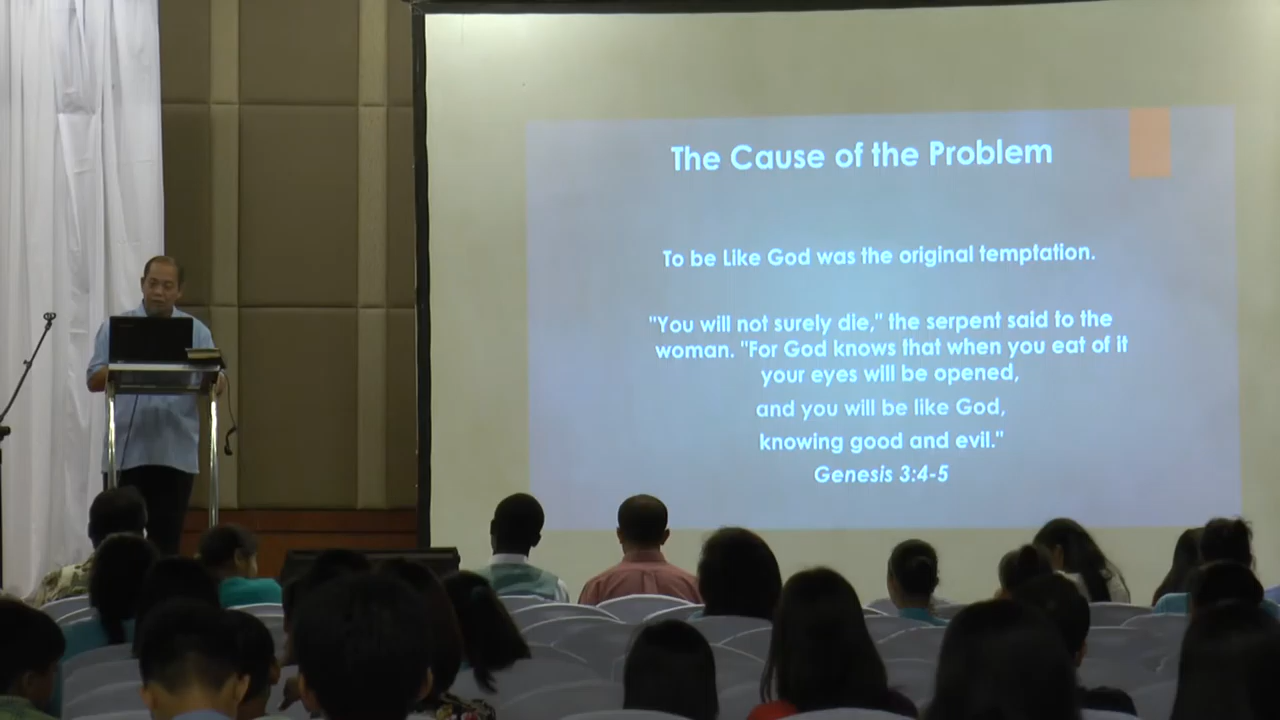 The Cause of the Problem
To be Like God was the original temptation.
"You will not surely die," the serpent said to the
woman. "For God knows that when you eat of it
your eyes will be opened,
and you will be like God,
knowing good and evil."
Genesis 3:4-5